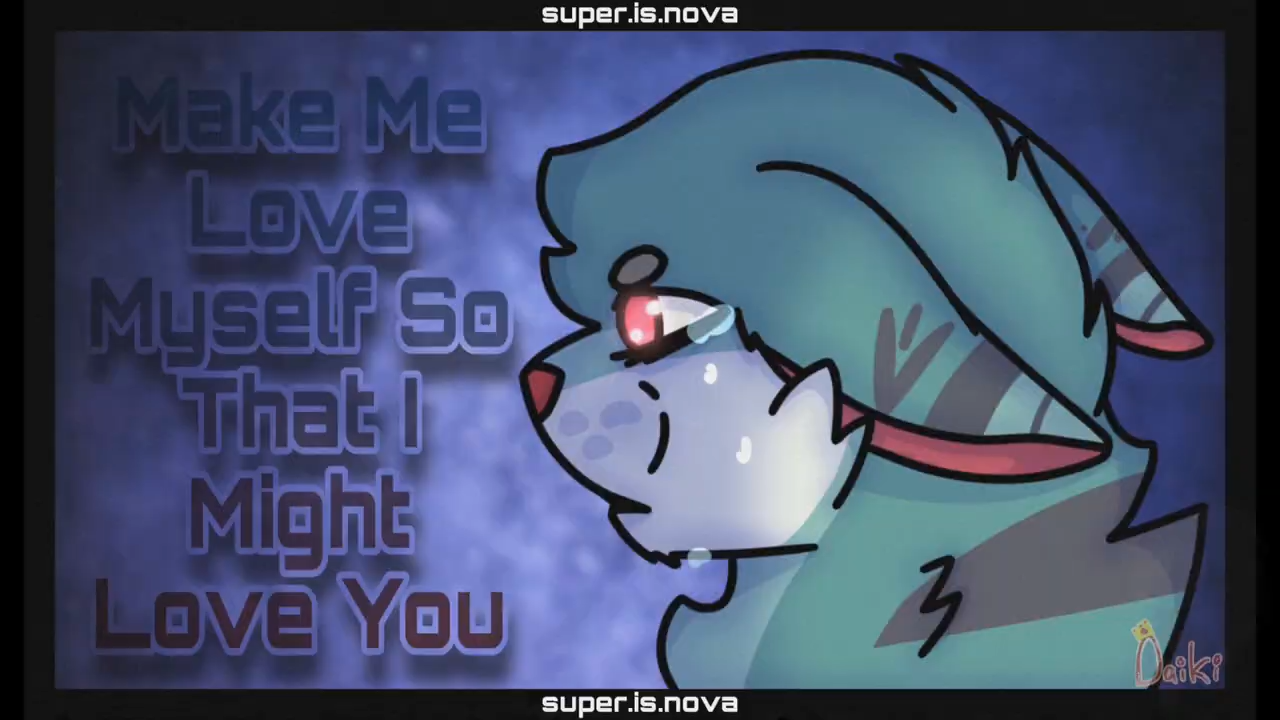 super.is.nova
Make Me
Love
Myself So
That I
Might
Love You
Daiki
super.is.nova